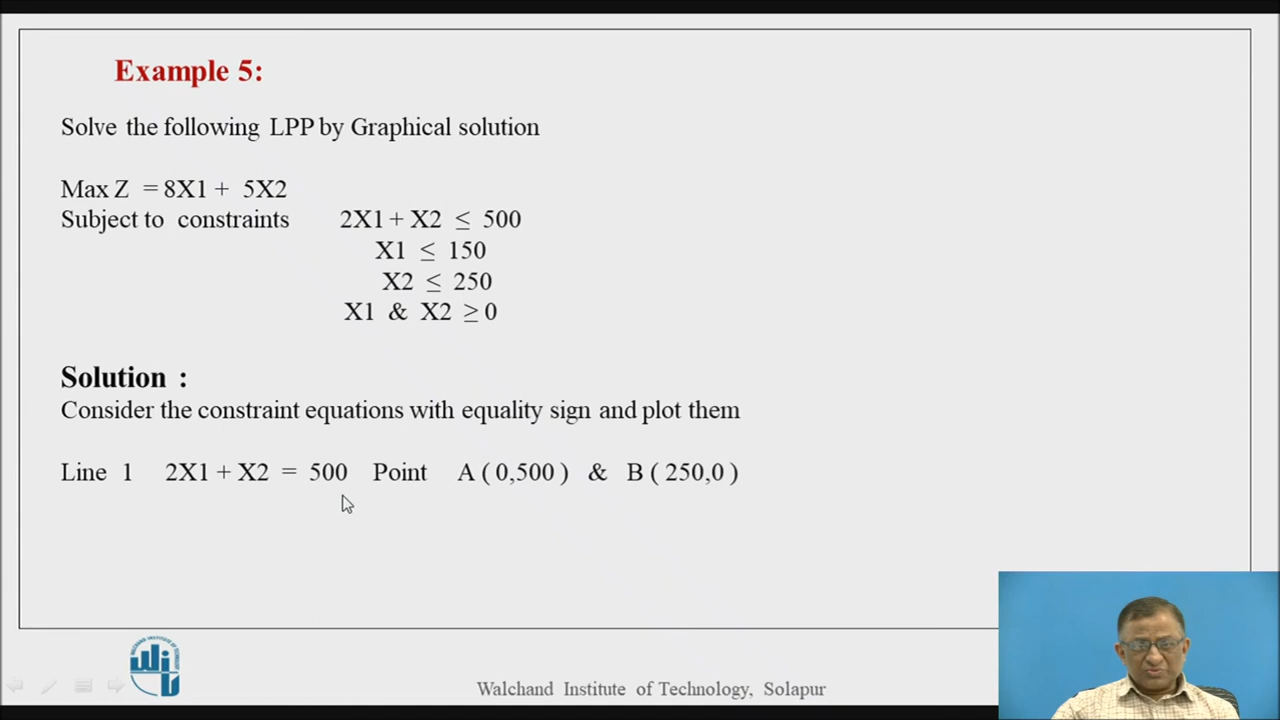 Example 5:
Solve the following LPP by Graphical solution
Max Z = 8X1 + 5X2
Subject to constraints 2X1 + X2 ≤ 500
X1 ≤ 150
X2 ≤ 250
X1 & X2 ≥ 0
Solution :
Consider the constraint equations with equality sign and plot them
Line 1 2X1 + X2 = 500 Point A ( 0,500 ) & B ( 250,0 )
Walchand Institute of Technology, Solapur